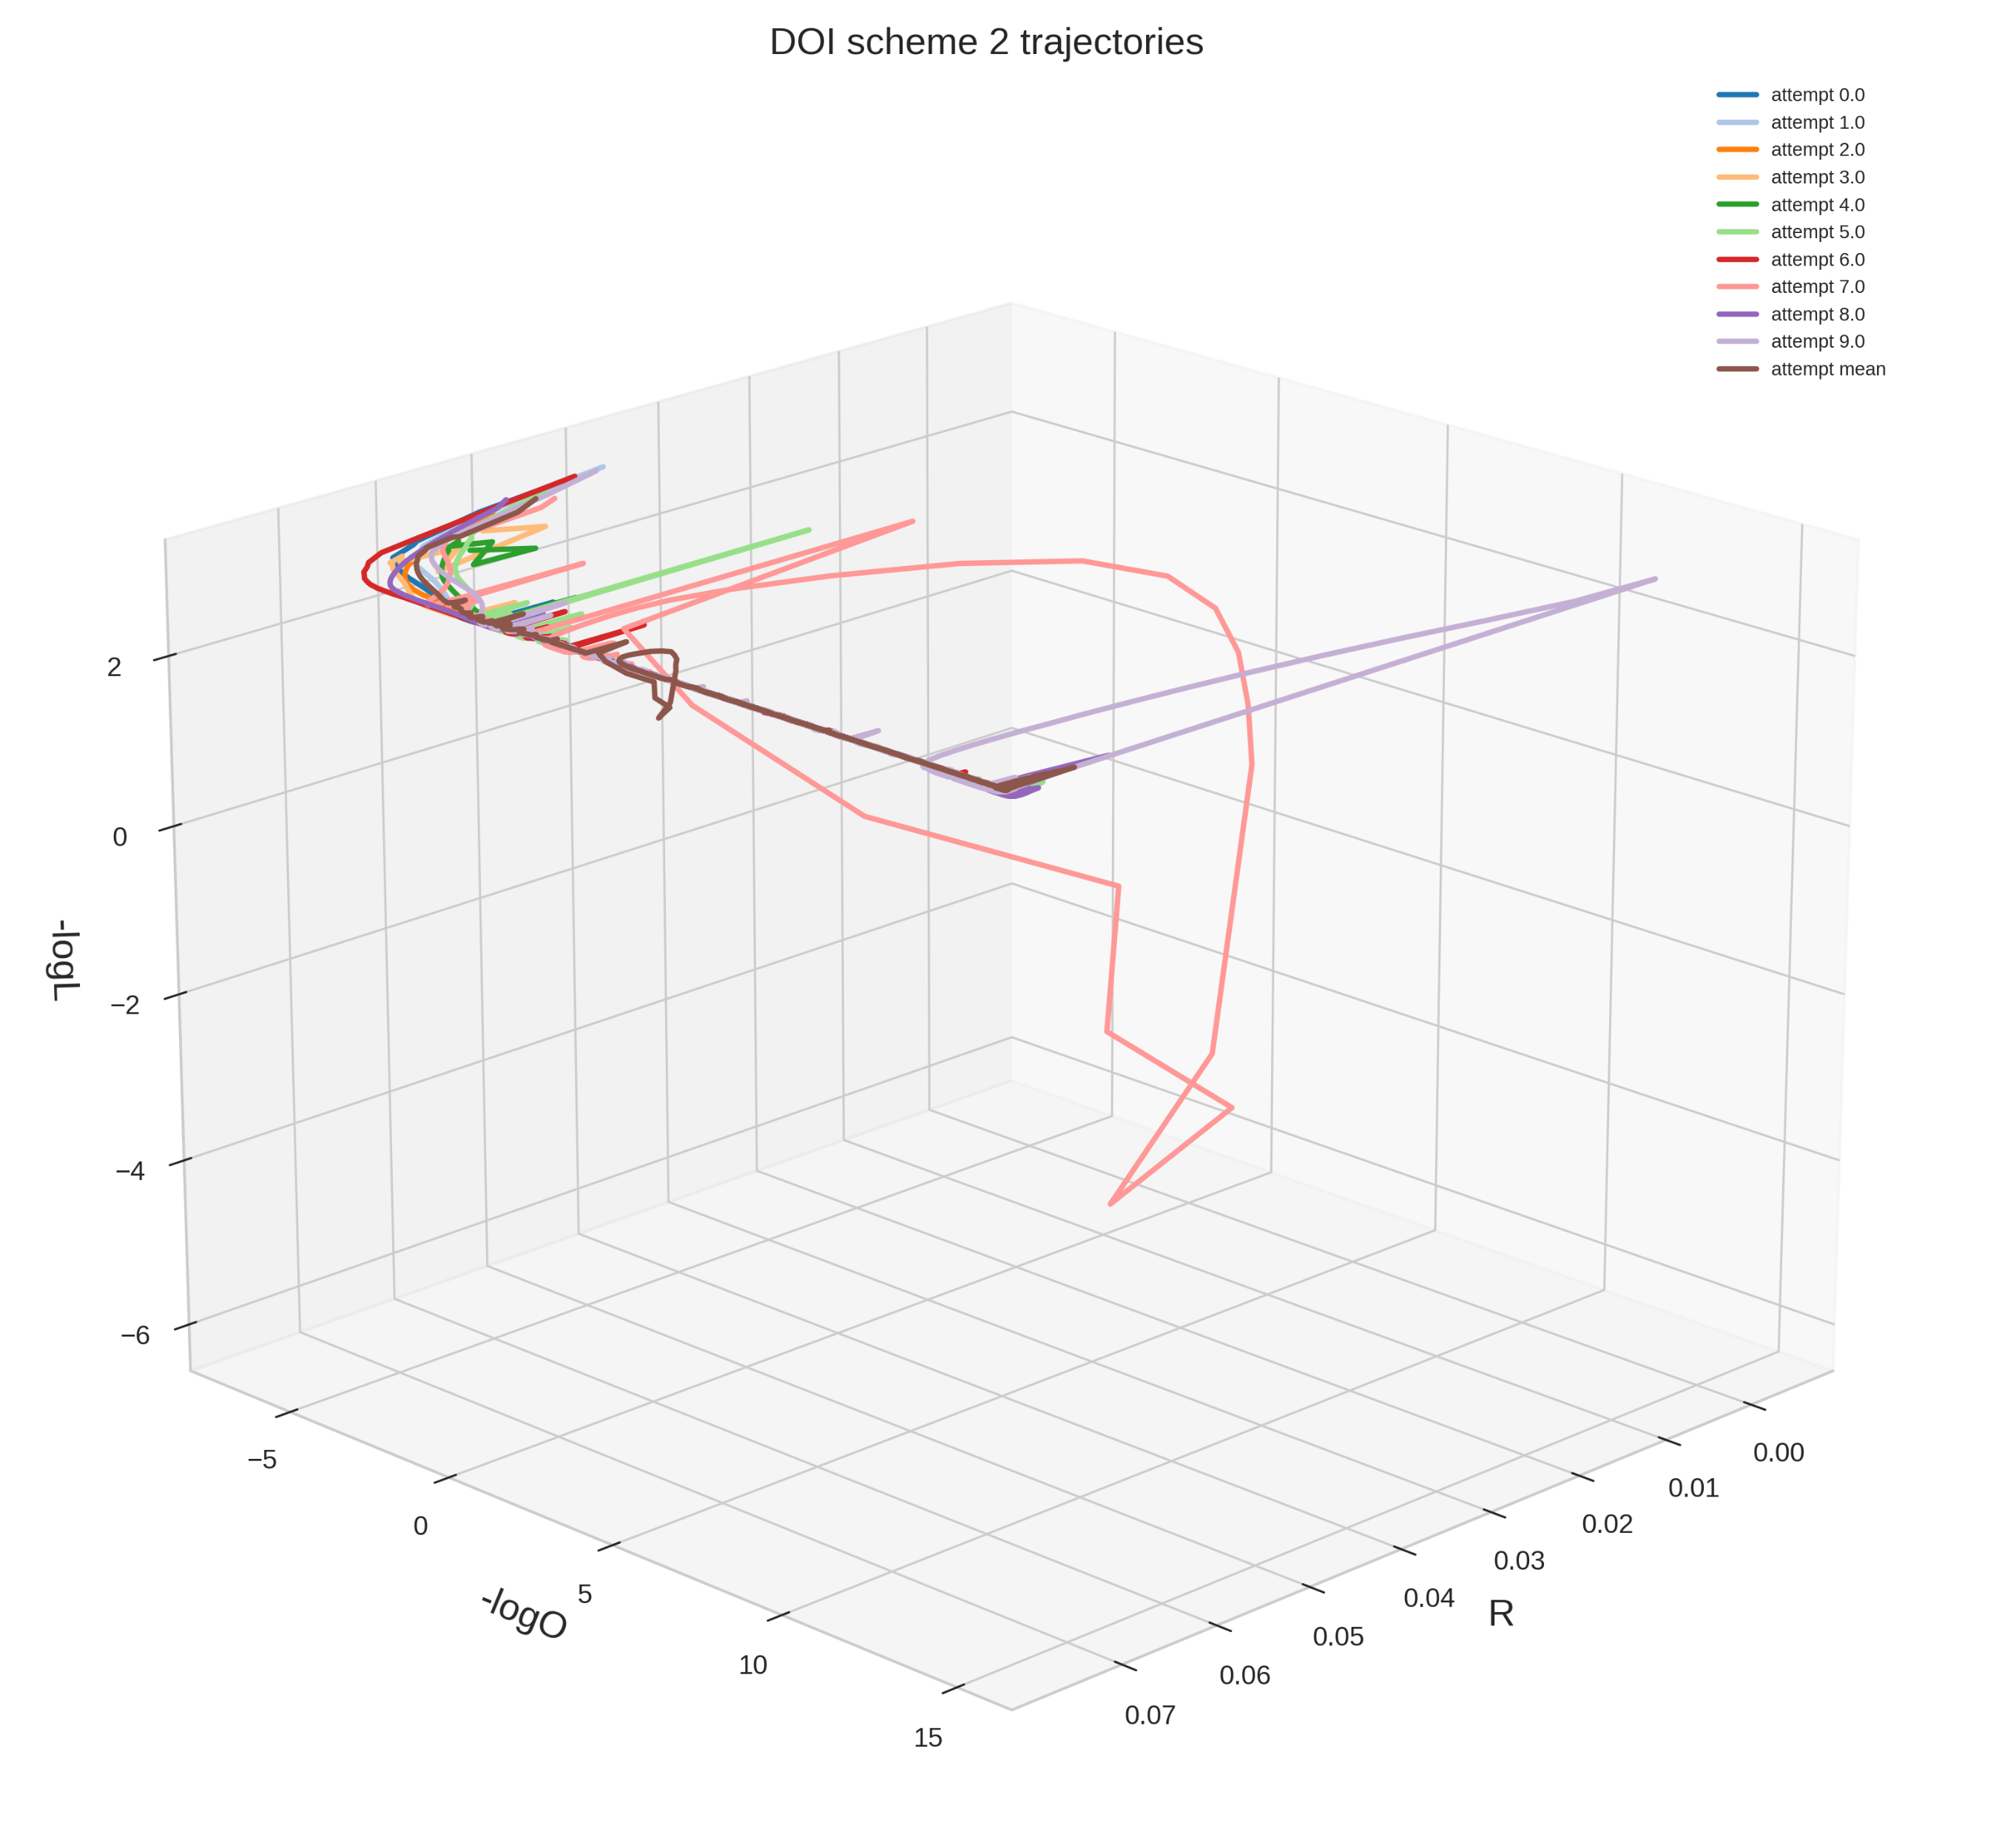 DOI scheme 2 trajectories
attempt 0.0
attempt 1.0
attempt 2.0
attempt 3.0
attempt 4.0
attempt 5.0
attempt 6.0
attempt 7.0
attempt 8.0
attempt 9.0
attempt mean
2
0
−2
−4
−6
-logL
−5
0
5
10
15
-logO
0.00
0.01
0.02
0.03
0.04
0.05
0.06
0.07
R